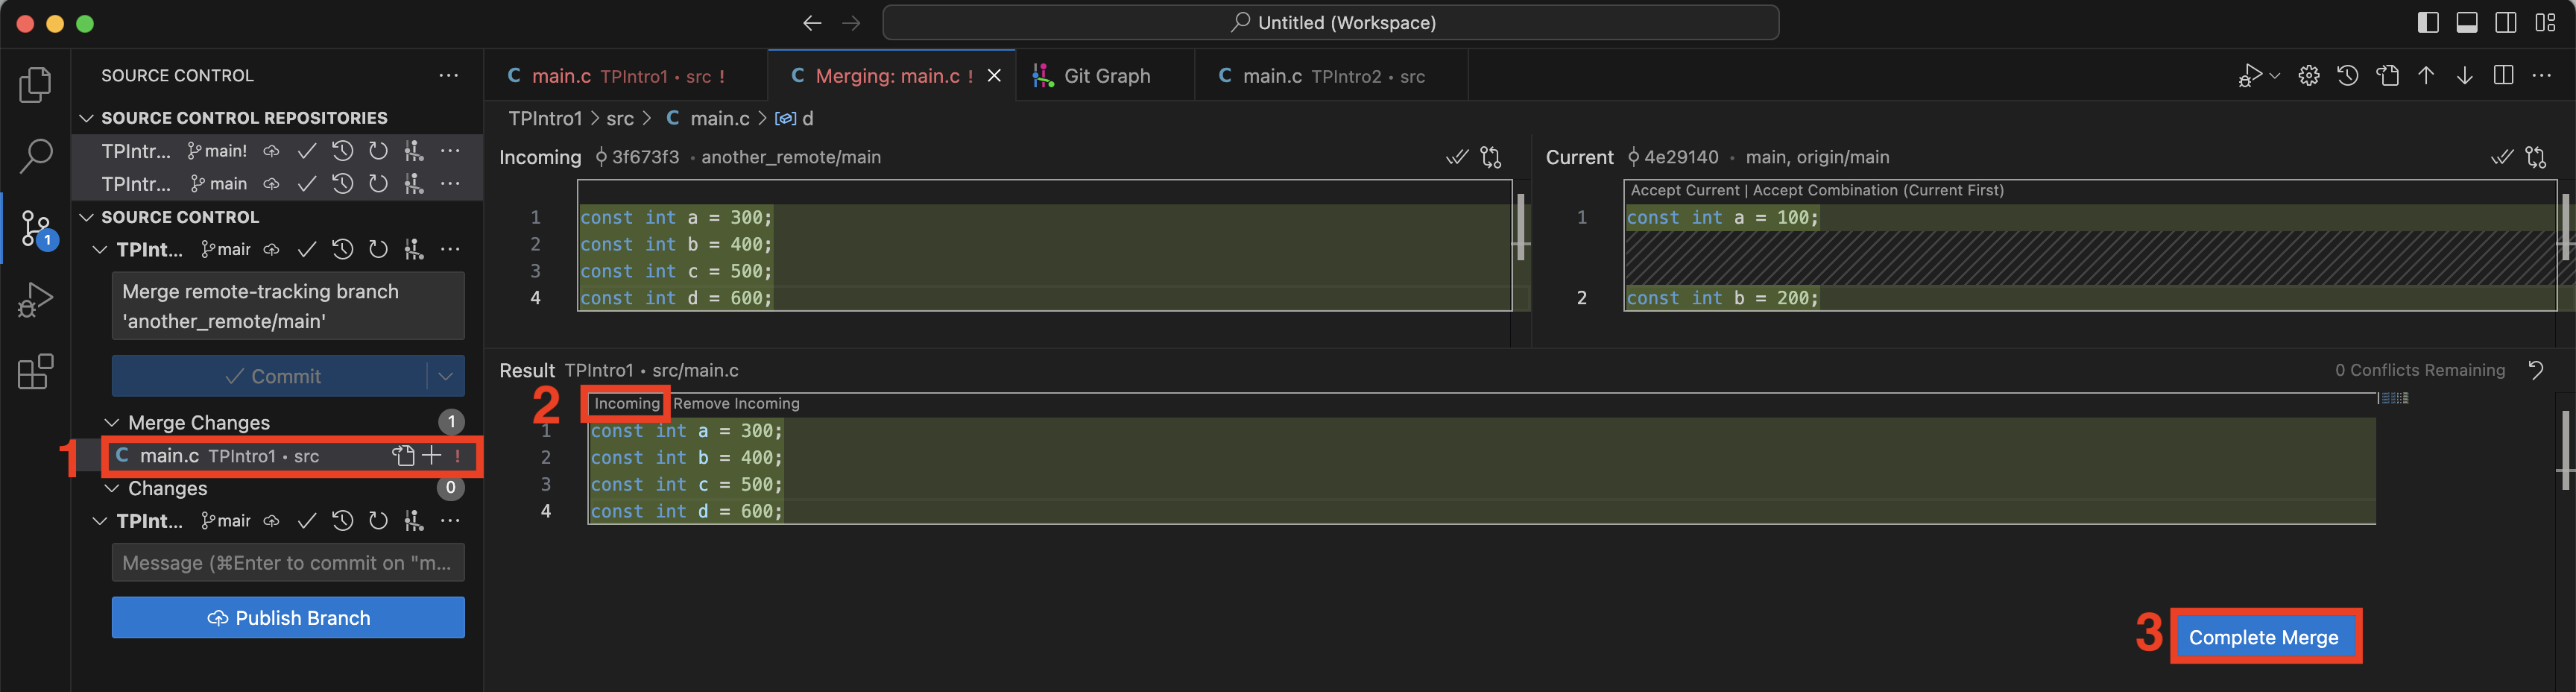 Untitled (Workspace)
SOURCE CONTROL
SOURCE CONTROL REPOSITORIES
TPIntr... main!
TPIntr... main
SOURCE CONTROL
TPInt... mair
Merge remote-tracking branch
'another_remote/main'
Commit
Merge Changes 1
1
main.c TPIntro1 • src !
Changes 0
TPInt... mair
Message (⌘Enter to commit on "m...
Publish Branch
1
main.c TPIntro1 • src !
Merging: main.c !
Git Graph
main.c TPIntro2 • src
TPIntro1 > src > C main.c > d
Incoming 3f673f3 • another_remote/main
1 const int a = 300;
2 const int b = 400;
3 const int c = 500;
4 const int d = 600;
Current 4e29140 • main, origin/main
Accept Current | Accept Combination (Current First)
1 const int a = 100;
2 const int b = 200;
Result TPIntro1 • src/main.c
0 Conflicts Remaining
2
Incoming | Remove Incoming
1 const int a = 300;
2 const int b = 400;
3 const int c = 500;
4 const int d = 600;
3
Complete Merge